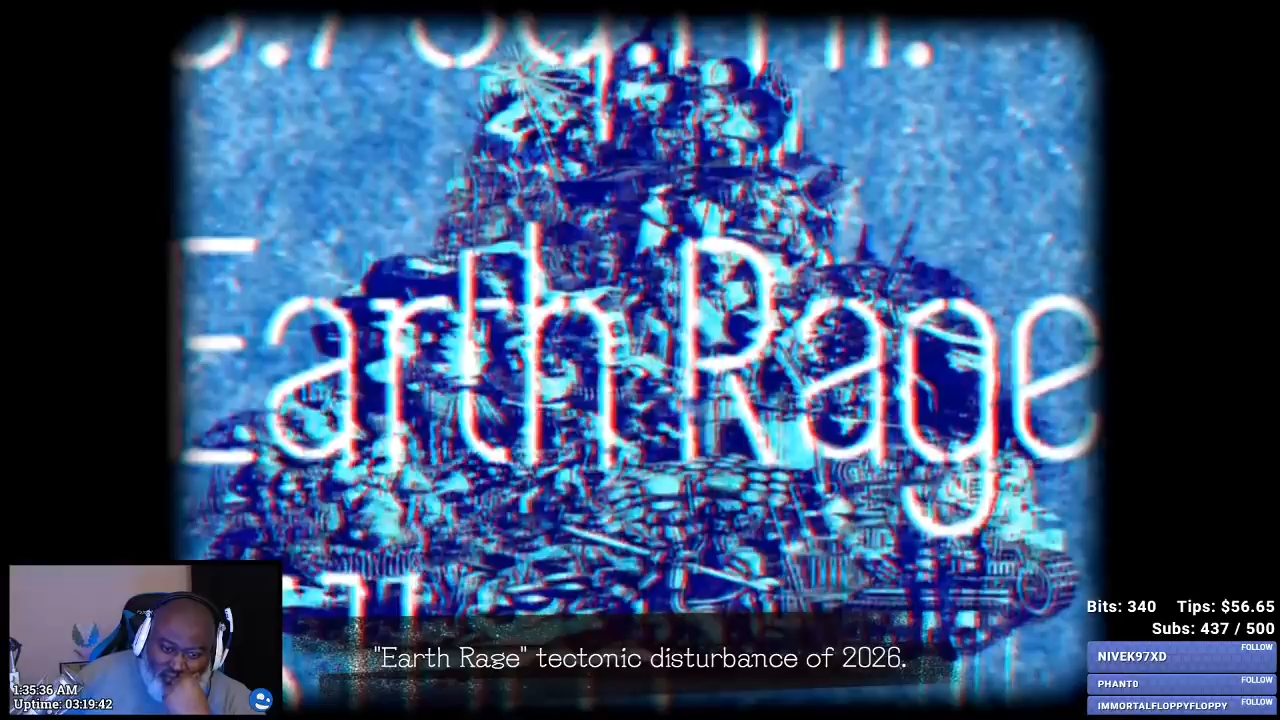 Earth Rage
"Earth Rage" tectonic disturbance of 2026.
1:35:36 AM
Uptime: 03:19:42
Bits: 340 Tips: $56.65
Subs: 437 / 500
NIVEK97XD FOLLOW
PHANT0 FOLLOW
IMMORTALFLOPPYFLOPPY FOLLOW